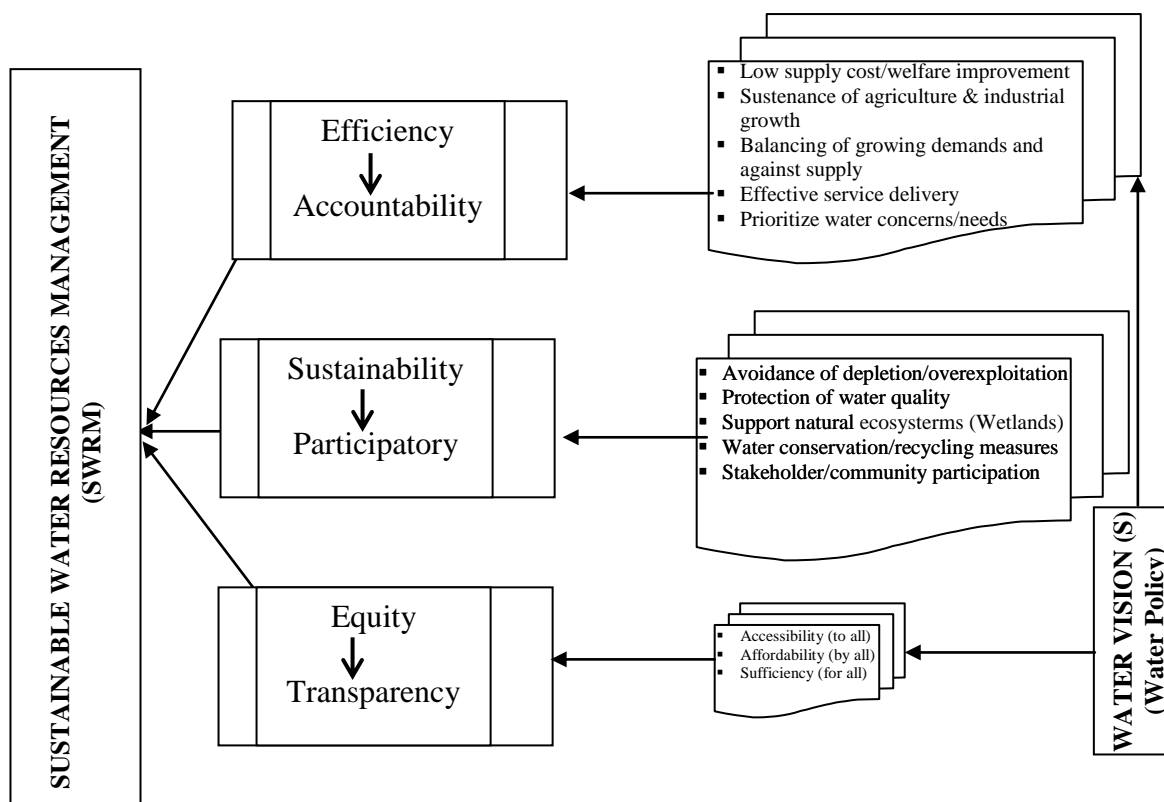 SUSTAINABLE WATER RESOURCES MANAGEMENT
(SWRM)
Efficiency
Accountability
▪ Low supply cost/welfare improvement
▪ Sustenance of agriculture & industrial
growth
▪ Balancing of growing demands and
against supply
▪ Effective service delivery
▪ Prioritize water concerns/needs
Sustainability
Participatory
▪ Avoidance of depletion/overexploitation
▪ Protection of water quality
▪ Support natural ecosysterms (Wetlands)
▪ Water conservation/recycling measures
▪ Stakeholder/community participation
Equity
Transparency
▪ Accessibility (to all)
▪ Affordability (by all)
▪ Sufficiency (for all)
WATER VISION (S)
(Water Policy)